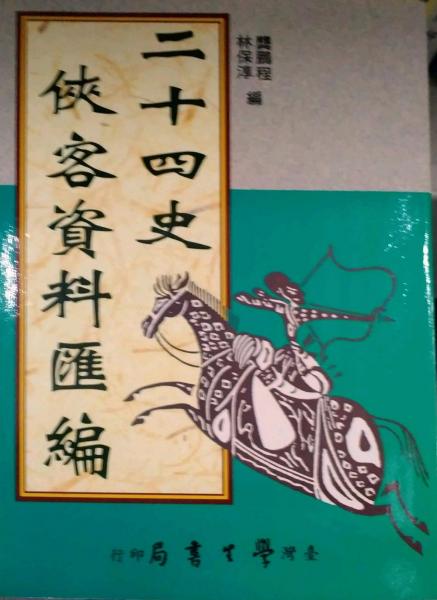 龔鵬程
林保淳 編
二十四史
俠客資料匯編
臺灣學生書局印行